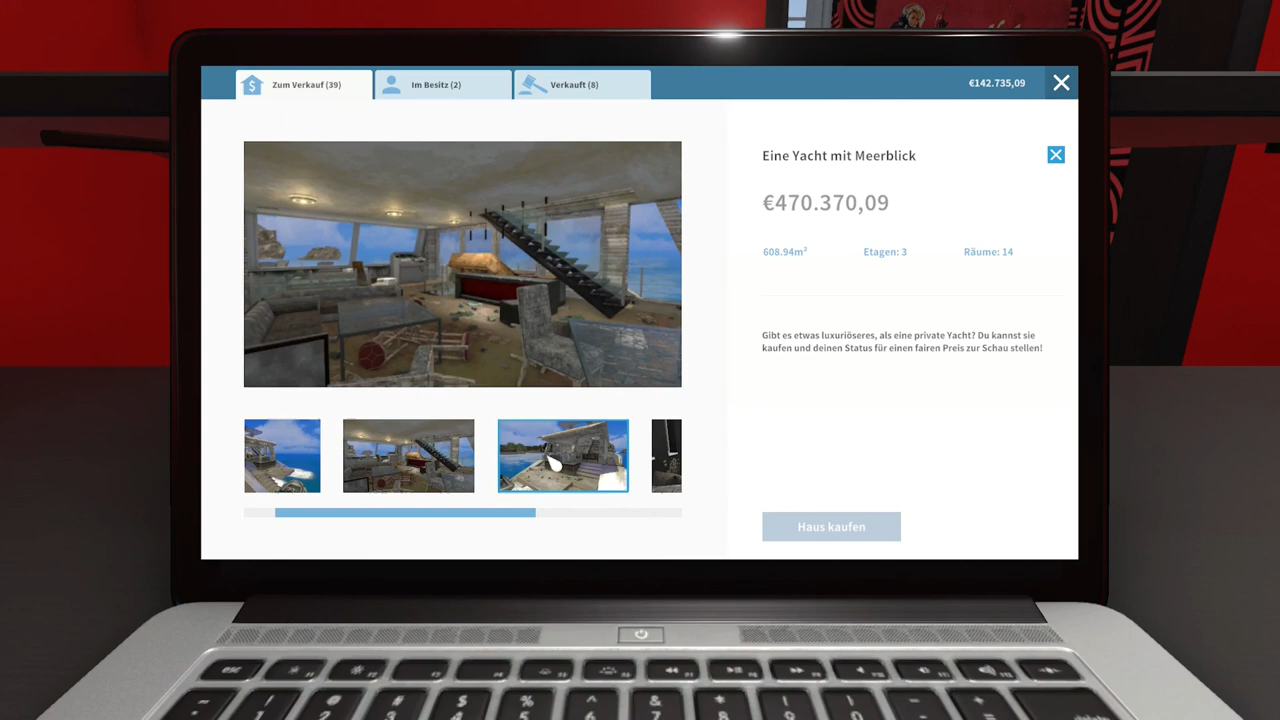 Zum Verkauf (39)
Im Besitz (2)
Verkauft (8)
€142.735,09
Eine Yacht mit Meerblick
€470.370,09
608.94m²
Etagen: 3
Räume: 14
Gibt es etwas luxuriöseres, als eine private Yacht? Du kannst sie
kaufen und deinen Status für einen fairen Preis zur Schau stellen!
Haus kaufen
esc